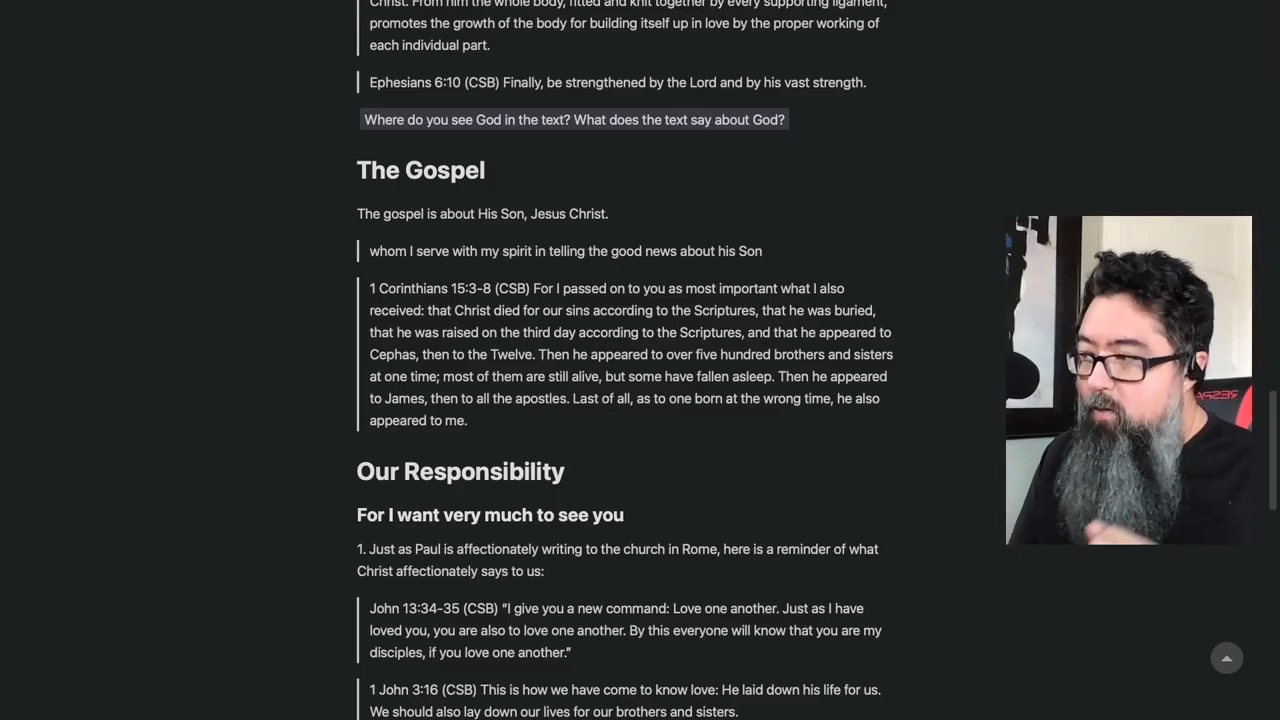 Christ. From him the whole body, fitted and knit together by every supporting ligament,
promotes the growth of the body for building itself up in love by the proper working of
each individual part.
Ephesians 6:10 (CSB) Finally, be strengthened by the Lord and by his vast strength.
Where do you see God in the text? What does the text say about God?
The Gospel
The gospel is about His Son, Jesus Christ.
whom I serve with my spirit in telling the good news about his Son
1 Corinthians 15:3-8 (CSB) For I passed on to you as most important what I also
received: that Christ died for our sins according to the Scriptures, that he was buried,
that he was raised on the third day according to the Scriptures, and that he appeared to
Cephas, then to the Twelve. Then he appeared to over five hundred brothers and sisters
at one time; most of them are still alive, but some have fallen asleep. Then he appeared
to James, then to all the apostles. Last of all, as to one born at the wrong time, he also
appeared to me.
Our Responsibility
For I want very much to see you
1. Just as Paul is affectionately writing to the church in Rome, here is a reminder of what
Christ affectionately says to us:
John 13:34-35 (CSB) “I give you a new command: Love one another. Just as I have
loved you, you are also to love one another. By this everyone will know that you are my
disciples, if you love one another.”
1 John 3:16 (CSB) This is how we have come to know love: He laid down his life for us.
We should also lay down our lives for our brothers and sisters.